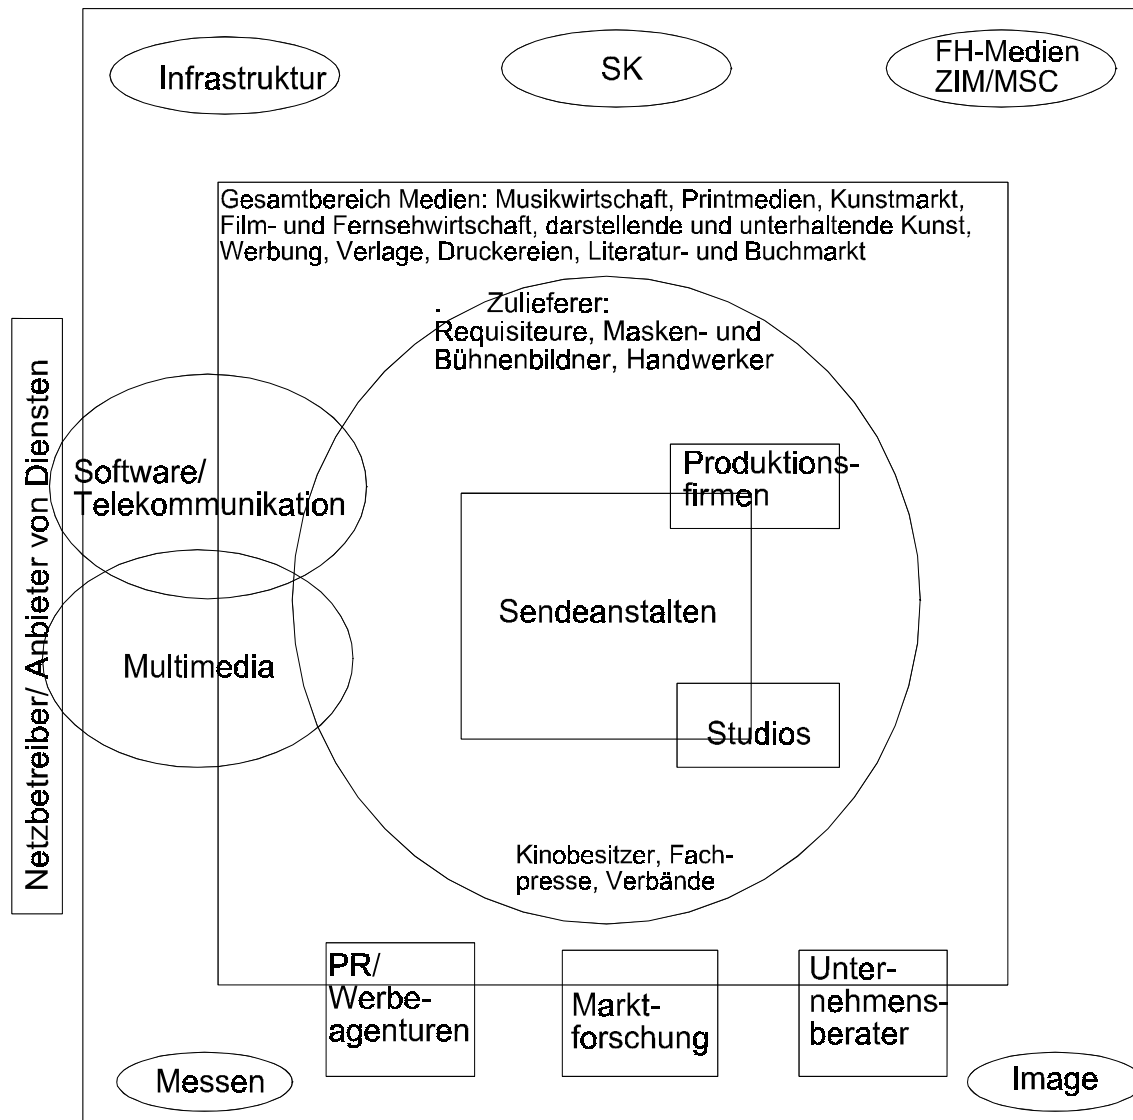 Infrastruktur
SK
FH-Medien
ZIM/MSC
Gesamtbereich Medien: Musikwirtschaft, Printmedien, Kunstmarkt,
Film- und Fernsehwirtschaft, darstellende und unterhaltende Kunst,
Werbung, Verlage, Druckereien, Literatur- und Buchmarkt
. Zulieferer:
Requisiteure, Masken- und
Bühnenbildner, Handwerker
Netzbetreiber/ Anbieter von Diensten
Software/
Telekommunikation
Produktions-
firmen
Sendeanstalten
Multimedia
Studios
Kinobesitzer, Fach-
presse, Verbände
PR/
Werbe-
agenturen
Markt-
forschung
Unter-
nehmens-
berater
Messen
Image